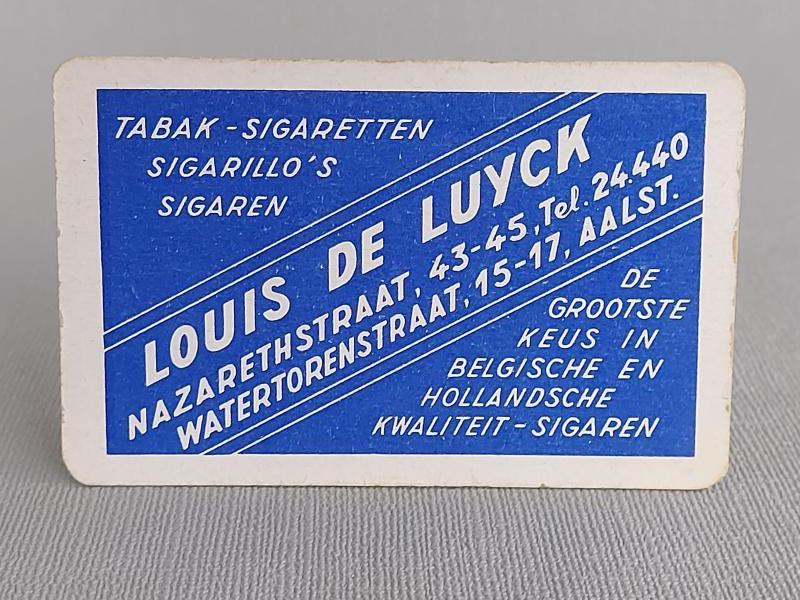 TABAK - SIGARETTEN
SIGARILLO'S
SIGAREN
LOUIS DE LUYCK
NAZARETHSTRAAT, 43-45, Tel. 24.440
WATERTORENSTRAAT, 15-17, AALST.
DE
GROOTSTE
KEUS IN
BELGISCHE EN
HOLLANDSCHE
KWALITEIT - SIGAREN